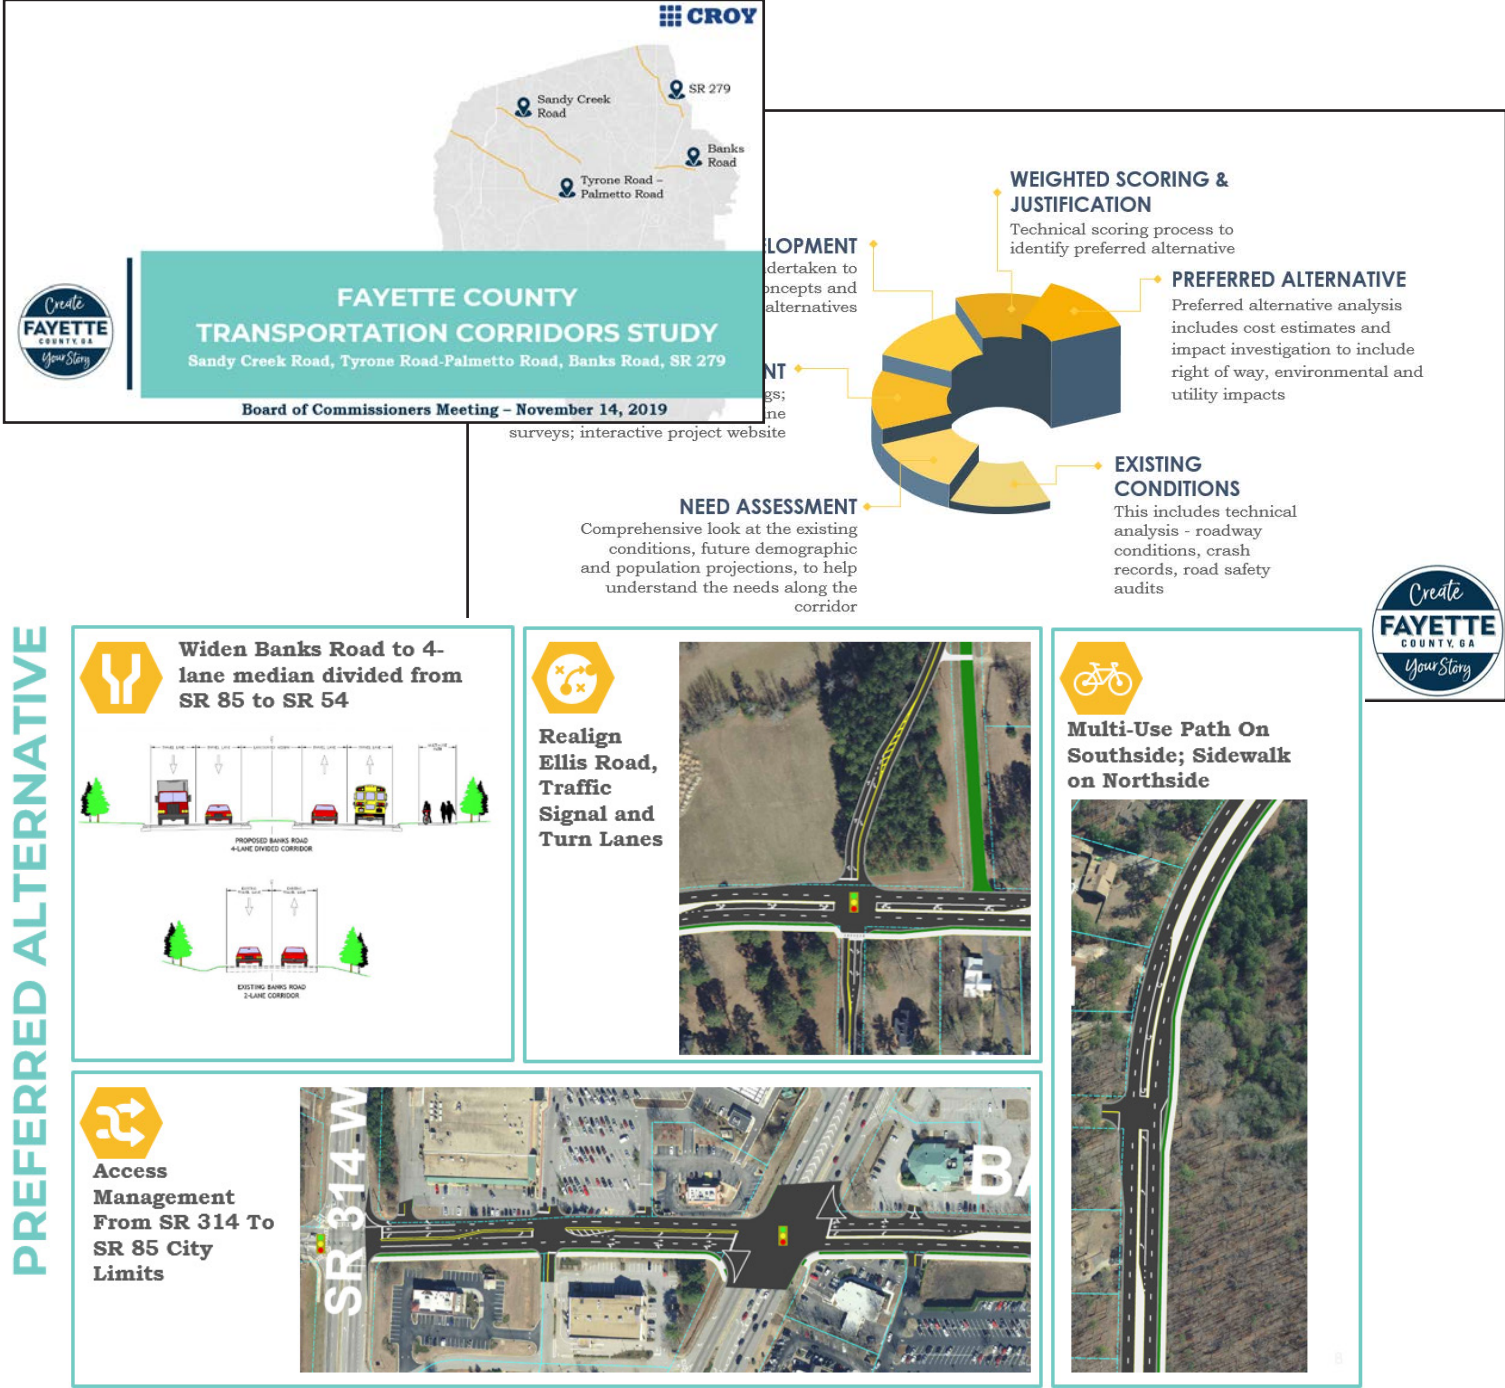 CROY
SR 279
Sandy Creek
Road
Banks
Road
Tyrone Road –
Palmetto Road
Create
FAYETTE
COUNTY, GA
Your Story
FAYETTE COUNTY
TRANSPORTATION CORRIDORS STUDY
Sandy Creek Road, Tyrone Road-Palmetto Road, Banks Road, SR 279
Board of Commissioners Meeting – November 14, 2019
WEIGHTED SCORING &
JUSTIFICATION
Technical scoring process to
identify preferred alternative
LOPMENT
dertaken to
oncepts and
alternatives
PREFERRED ALTERNATIVE
Preferred alternative analysis
includes cost estimates and
impact investigation to include
right of way, environmental and
utility impacts
NT
gs;
ine
surveys; interactive project website
NEED ASSESSMENT
Comprehensive look at the existing
conditions, future demographic
and population projections, to help
understand the needs along the
corridor
EXISTING
CONDITIONS
This includes technical
analysis - roadway
conditions, crash
records, road safety
audits
Create
FAYETTE
COUNTY, GA
Your Story
PREFERRED ALTERNATIVE
Widen Banks Road to 4-
lane median divided from
SR 85 to SR 54
PROPOSED BANKS ROAD
4-LANE DIVIDED CORRIDOR
EXISTING BANKS ROAD
2-LANE CORRIDOR
Realign
Ellis Road,
Traffic
Signal and
Turn Lanes
Multi-Use Path On
Southside; Sidewalk
on Northside
Access
Management
From SR 314 To
SR 85 City
Limits
SR 314 W
BA
8